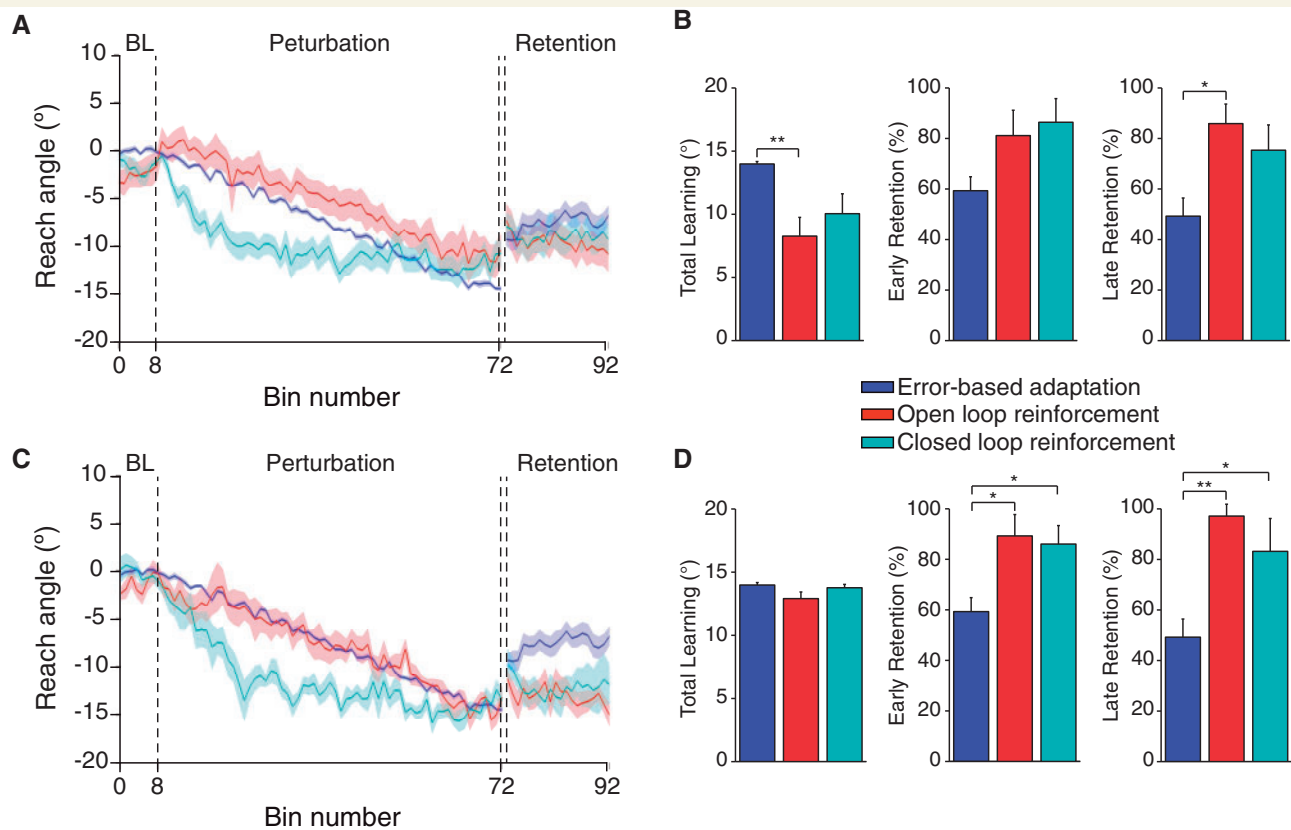 A
BL Peturbation Retention
10
5
0
-5
-10
-15
-20
Reach angle (º)
0 8 72 92
Bin number
B
20
15
10
5
0
Total Learning (º)
**
100
80
60
40
20
0
Early Retention (%)
100
80
60
40
20
0
Late Retention (%)
*
Error-based adaptation
Open loop reinforcement
Closed loop reinforcement
C
BL Perturbation Retention
10
5
0
-5
-10
-15
-20
Reach angle (º)
0 8 72 92
Bin number
D
20
15
10
5
0
Total Learning (º)
100
80
60
40
20
0
Early Retention (%)
*
*
100
80
60
40
20
0
Late Retention (%)
*
**